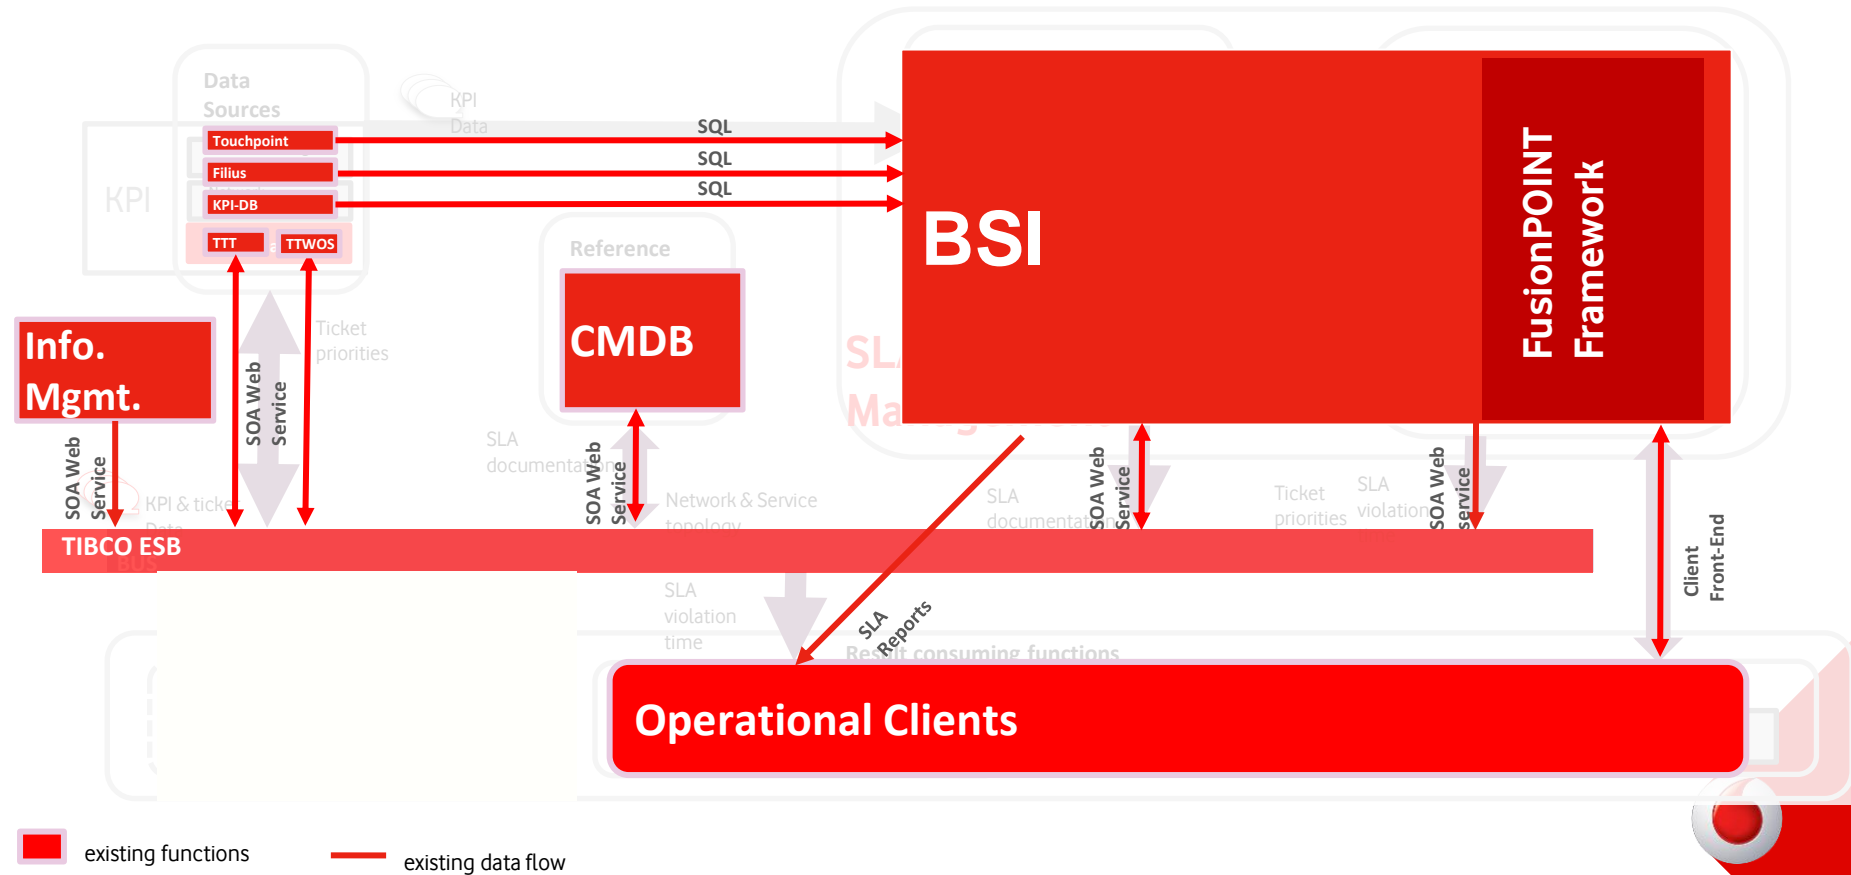 Data
Sources
KPI
Data
KPI
Touchpoint
Filius
KPI-DB
TTT
TTWOS
SQL
SQL
SQL
BSI
FusionPOINT
Framework
Reference
CMDB
Info.
Mgmt.
Ticket
priorities
SOA Web
Service
SOA Web
Service
SLA
documentation
SOA Web
Service
Network & Service
topology
KPI & ticket
Data
SLA
documentation
SOA Web
Service
Ticket
priorities
SLA
violation
SOA Web
service
Client
Front-End
TIBCO ESB
BUS
SLA
violation
time
SLA
Reports
Result consuming functions
Operational Clients
existing functions
existing data flow